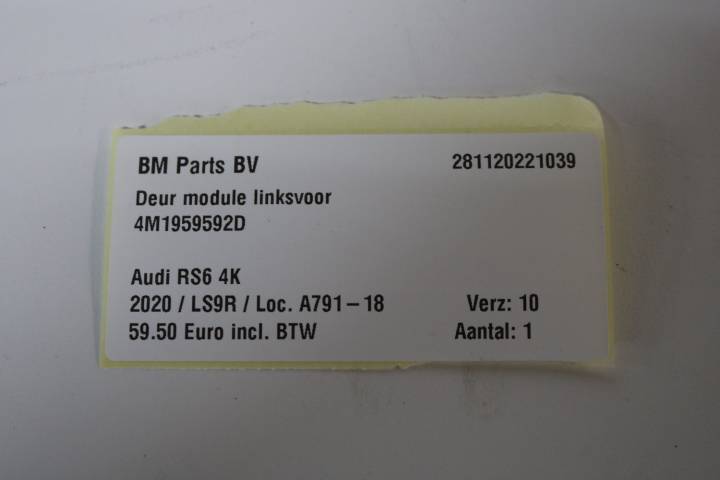 BM Parts BV 281120221039
Deur module linksvoor
4M1959592D
Audi RS6 4K
2020 / LS9R / Loc. A791-18 Verz: 10
59.50 Euro incl. BTW Aantal: 1